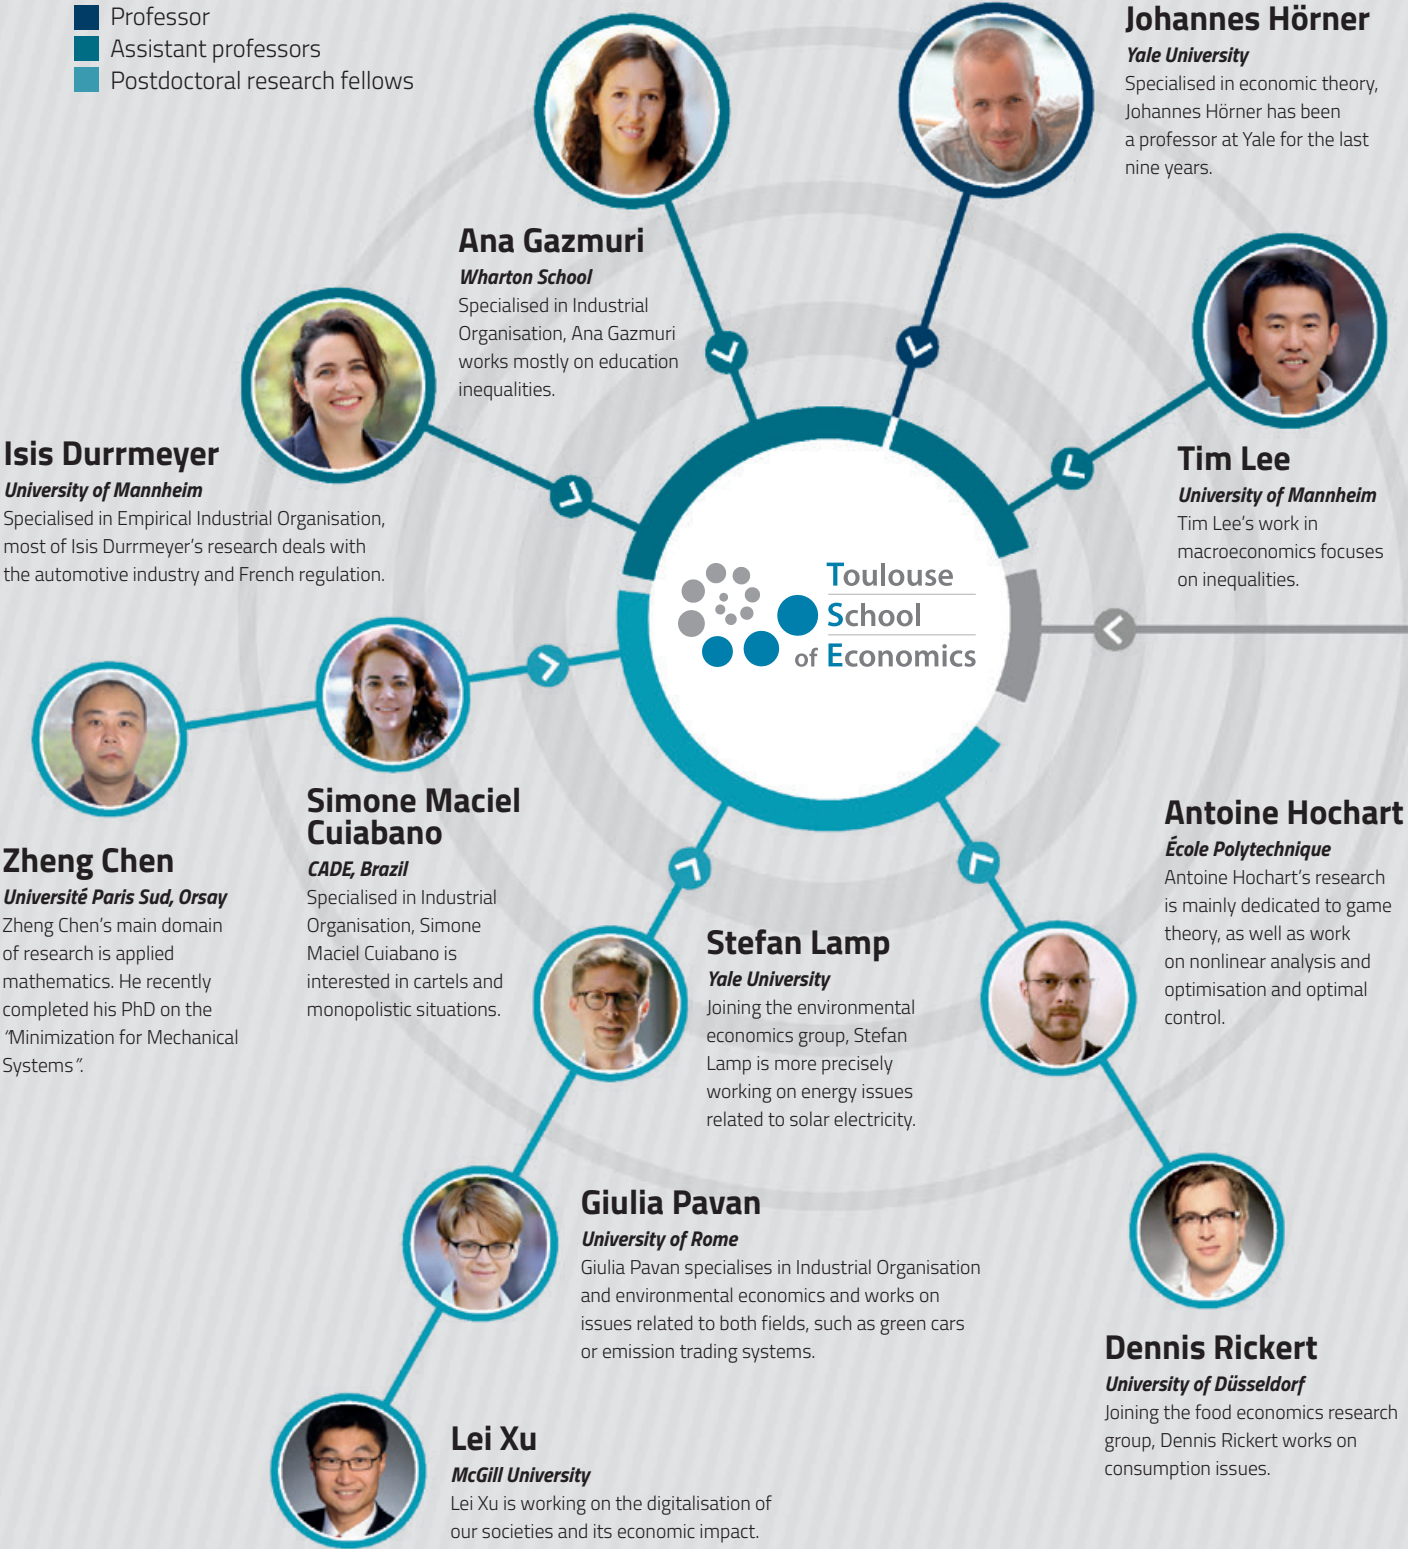 Professor
Assistant professors
Postdoctoral research fellows
Johannes Hörner
Yale University
Specialised in economic theory,
Johannes Hörner has been
a professor at Yale for the last
nine years.
Ana Gazmuri
Wharton School
Specialised in Industrial
Organisation, Ana Gazmuri
works mostly on education
inequalities.
Isis Durrmeyer
University of Mannheim
Specialised in Empirical Industrial Organisation,
most of Isis Durrmeyer's research deals with
the automotive industry and French regulation.
Tim Lee
University of Mannheim
Tim Lee's work in
macroeconomics focuses
on inequalities.
Toulouse
School
of Economics
Zheng Chen
Université Paris Sud, Orsay
Zheng Chen's main domain
of research is applied
mathematics. He recently
completed his PhD on the
"Minimization for Mechanical
Systems".
Simone Maciel
Cuiabano
CADE, Brazil
Specialised in Industrial
Organisation, Simone
Maciel Cuiabano is
interested in cartels and
monopolistic situations.
Stefan Lamp
Yale University
Joining the environmental
economics group, Stefan
Lamp is more precisely
working on energy issues
related to solar electricity.
Antoine Hochart
École Polytechnique
Antoine Hochart's research
is mainly dedicated to game
theory, as well as work
on nonlinear analysis and
optimisation and optimal
control.
Giulia Pavan
University of Rome
Giulia Pavan specialises in Industrial Organisation
and environmental economics and works on
issues related to both fields, such as green cars
or emission trading systems.
Dennis Rickert
University of Düsseldorf
Joining the food economics research
group, Dennis Rickert works on
consumption issues.
Lei Xu
McGill University
Lei Xu is working on the digitalisation of
our societies and its economic impact.